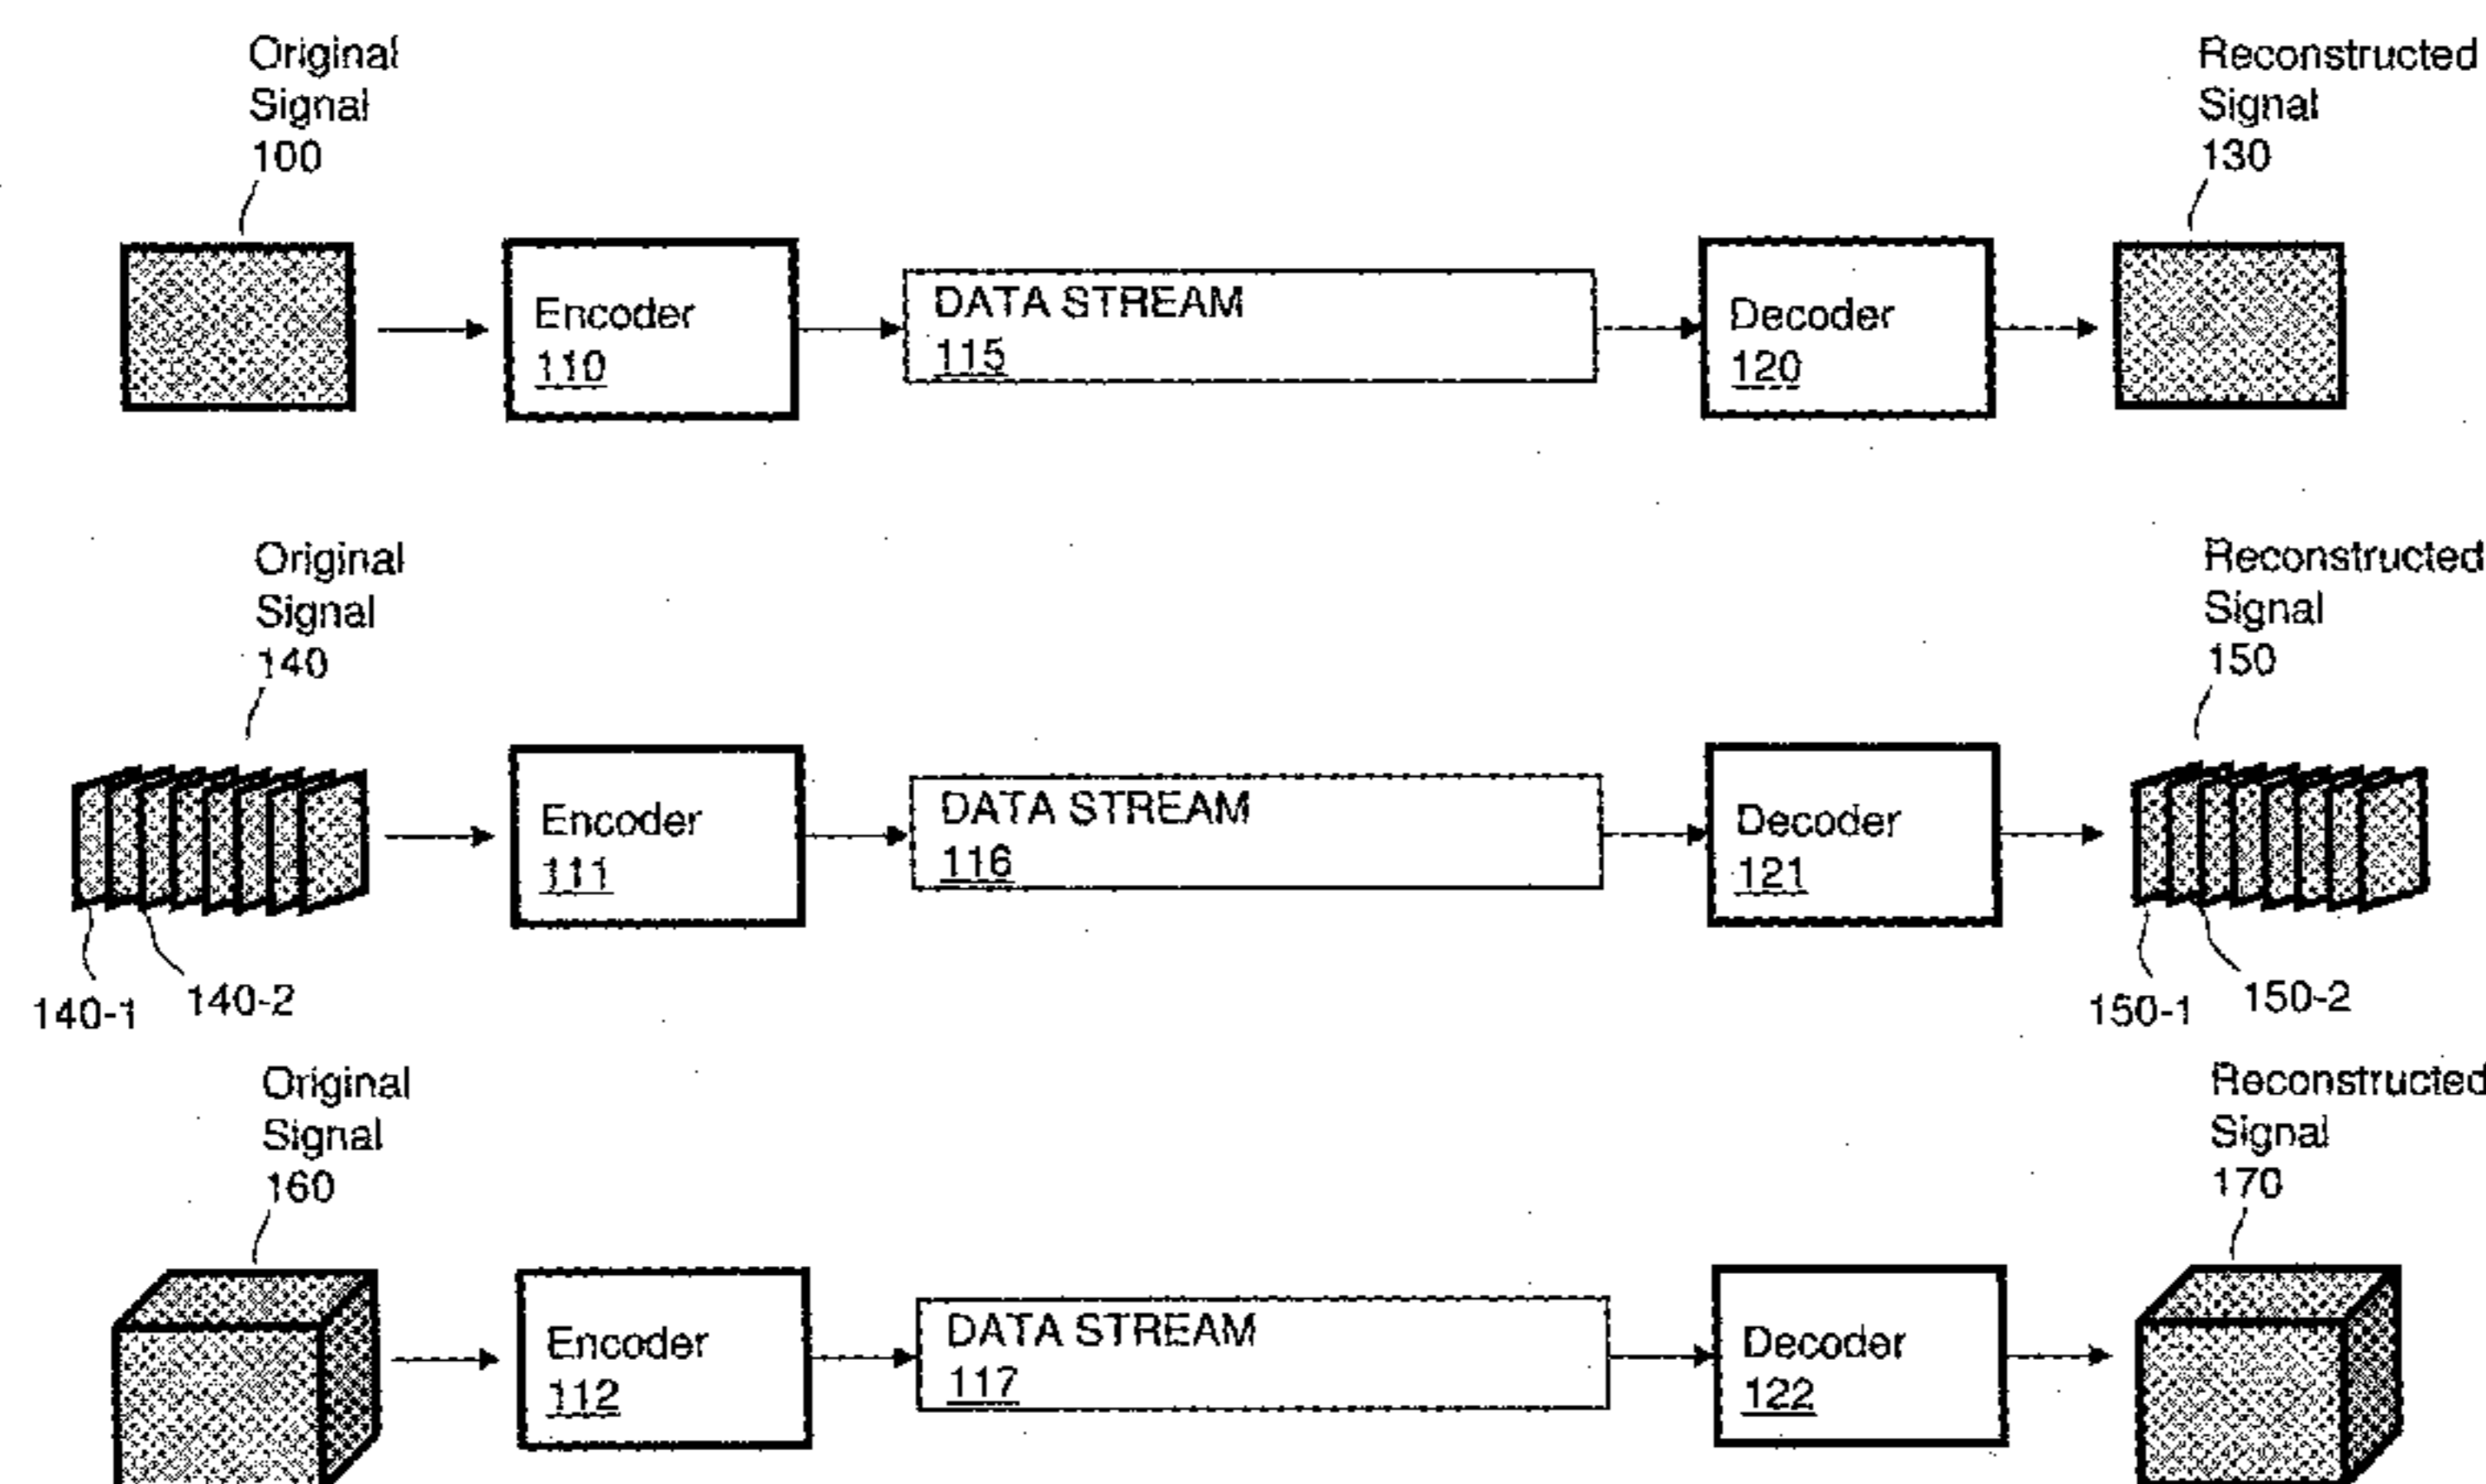 Original
Signal
100
Reconstructed
Signal
130
Encoder
110
DATA STREAM
115
Decoder
120
Original
Signal
140
Reconstructed
Signal
150
Encoder
111
DATA STREAM
116
Decoder
121
140-1
140-2
150-1
150-2
Original
Signal
160
Reconstructed
Signal
170
Encoder
112
DATA STREAM
117
Decoder
122